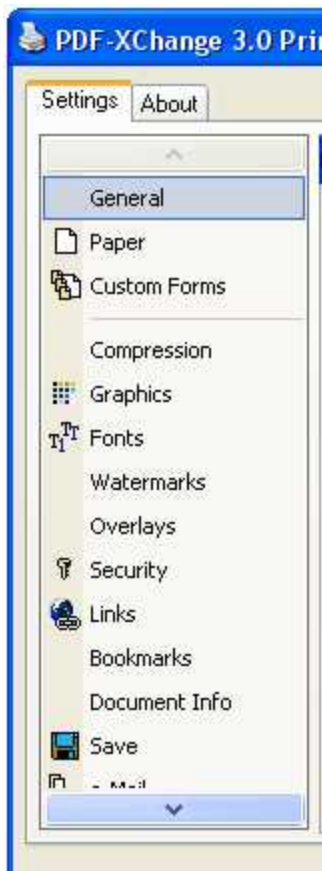 PDF-XChange 3.0
Settings
About
General
Paper
Custom Forms
Compression
Graphics
Fonts
Watermarks
Overlays
Security
Links
Bookmarks
Document Info
Save